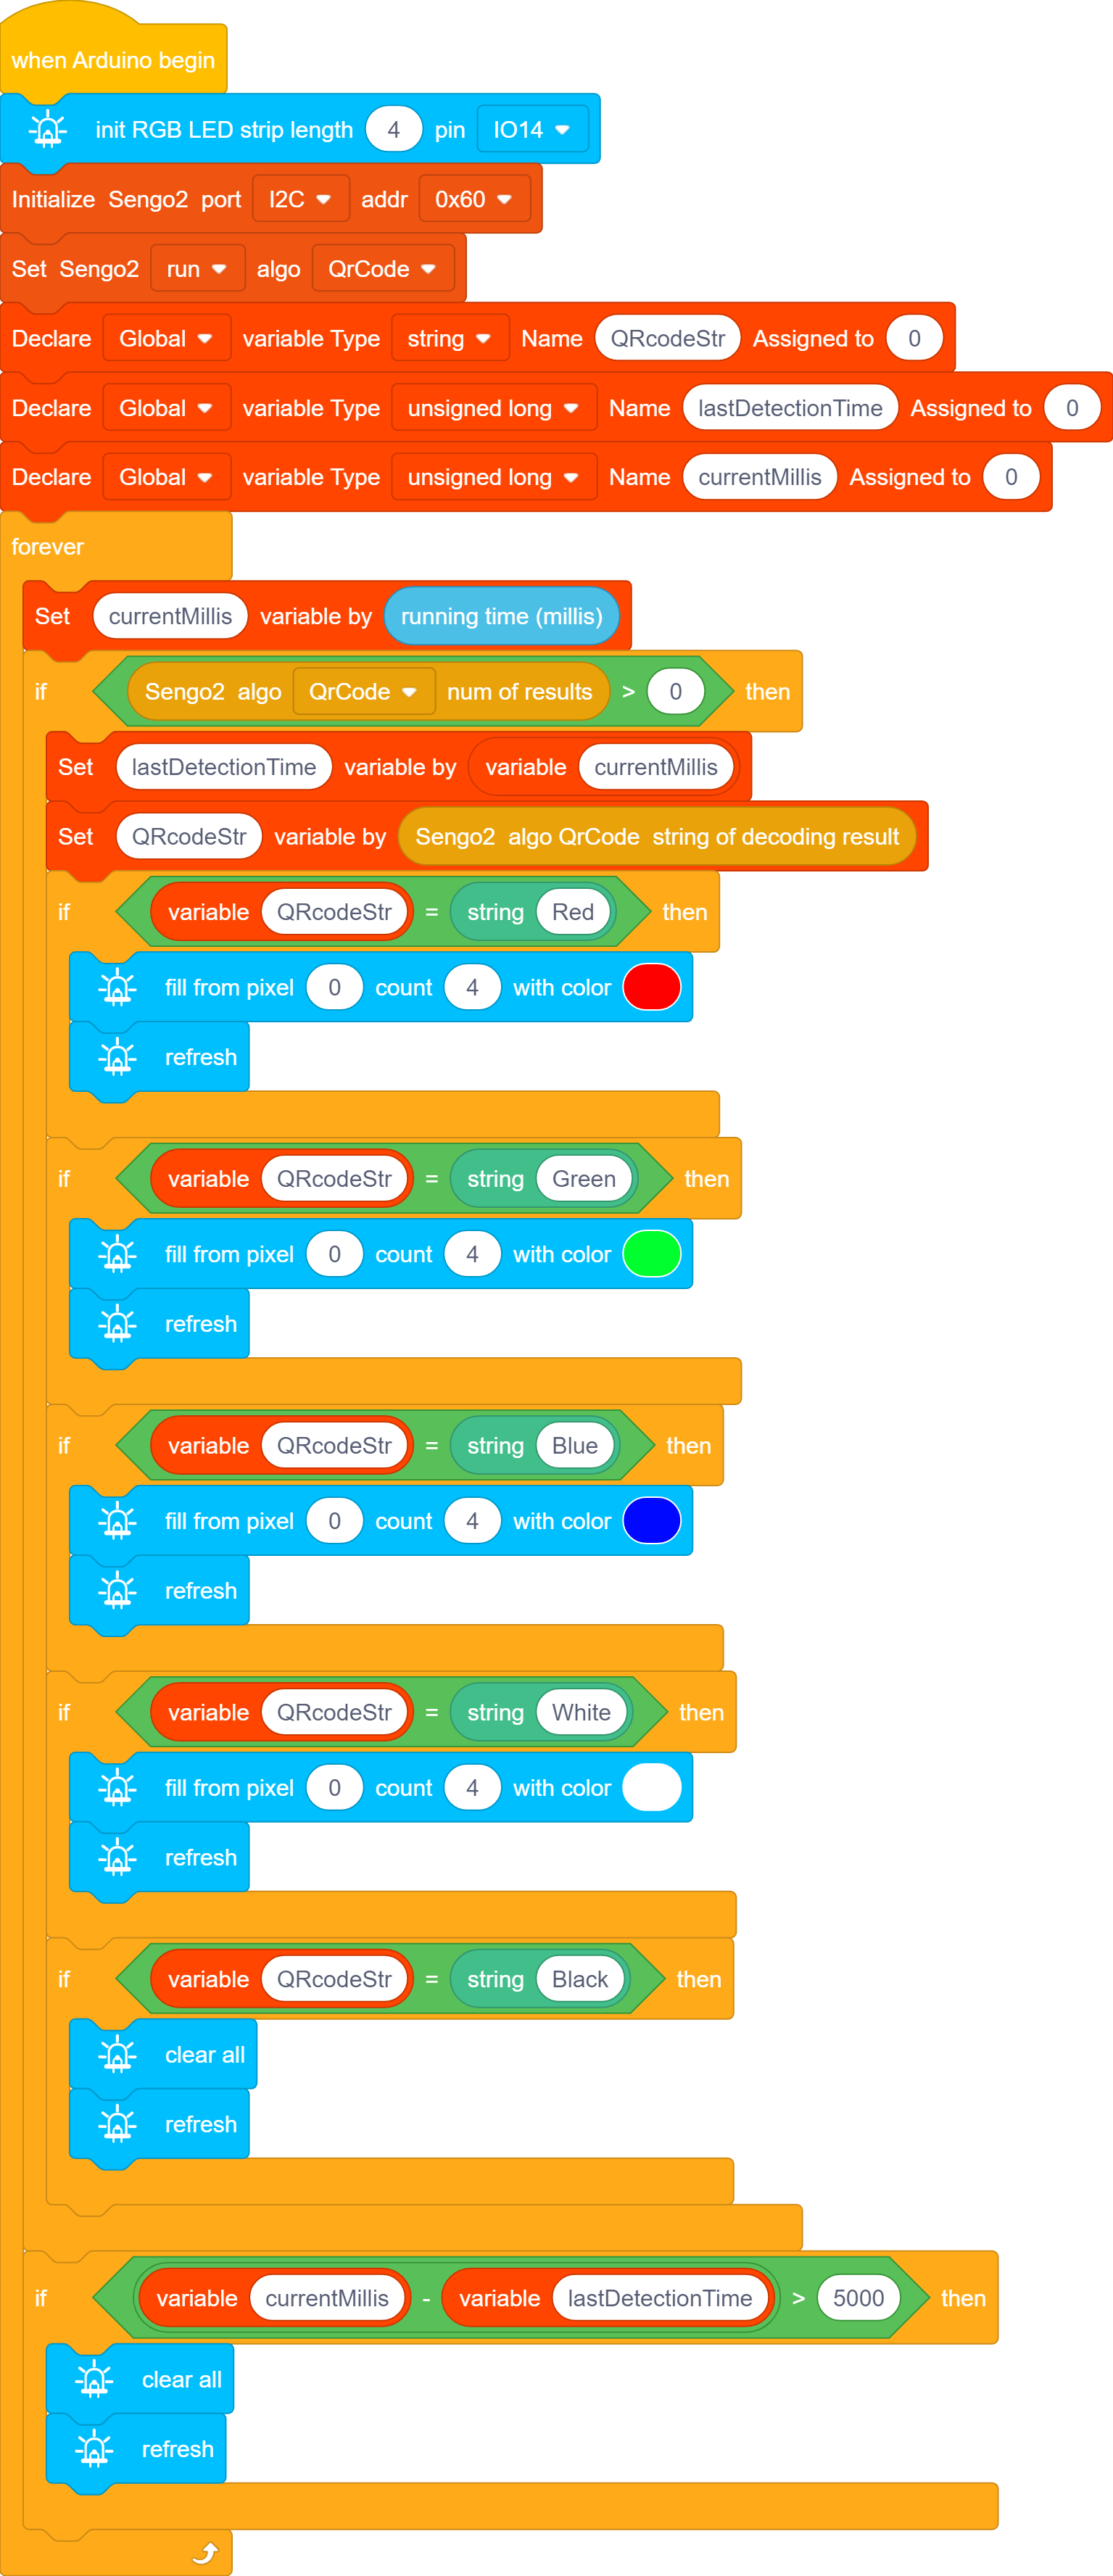 when Arduino begin
init RGB LED strip length 4 pin IO14
Initialize Sengo2 port I2C addr 0x60
Set Sengo2 run algo QrCode
Declare Global variable Type string Name QRcodeStr Assigned to 0
Declare Global variable Type unsigned long Name lastDetectionTime Assigned to 0
Declare Global variable Type unsigned long Name currentMillis Assigned to 0
forever
Set currentMillis variable by running time (millis)
if Sengo2 algo QrCode num of results > 0 then
Set lastDetectionTime variable by variable currentMillis
Set QRcodeStr variable by Sengo2 algo QrCode string of decoding result
if variable QRcodeStr = string Red then
fill from pixel 0 count 4 with color
refresh
if variable QRcodeStr = string Green then
fill from pixel 0 count 4 with color
refresh
if variable QRcodeStr = string Blue then
fill from pixel 0 count 4 with color
refresh
if variable QRcodeStr = string White then
fill from pixel 0 count 4 with color
refresh
if variable QRcodeStr = string Black then
clear all
refresh
if variable currentMillis - variable lastDetectionTime > 5000 then
clear all
refresh